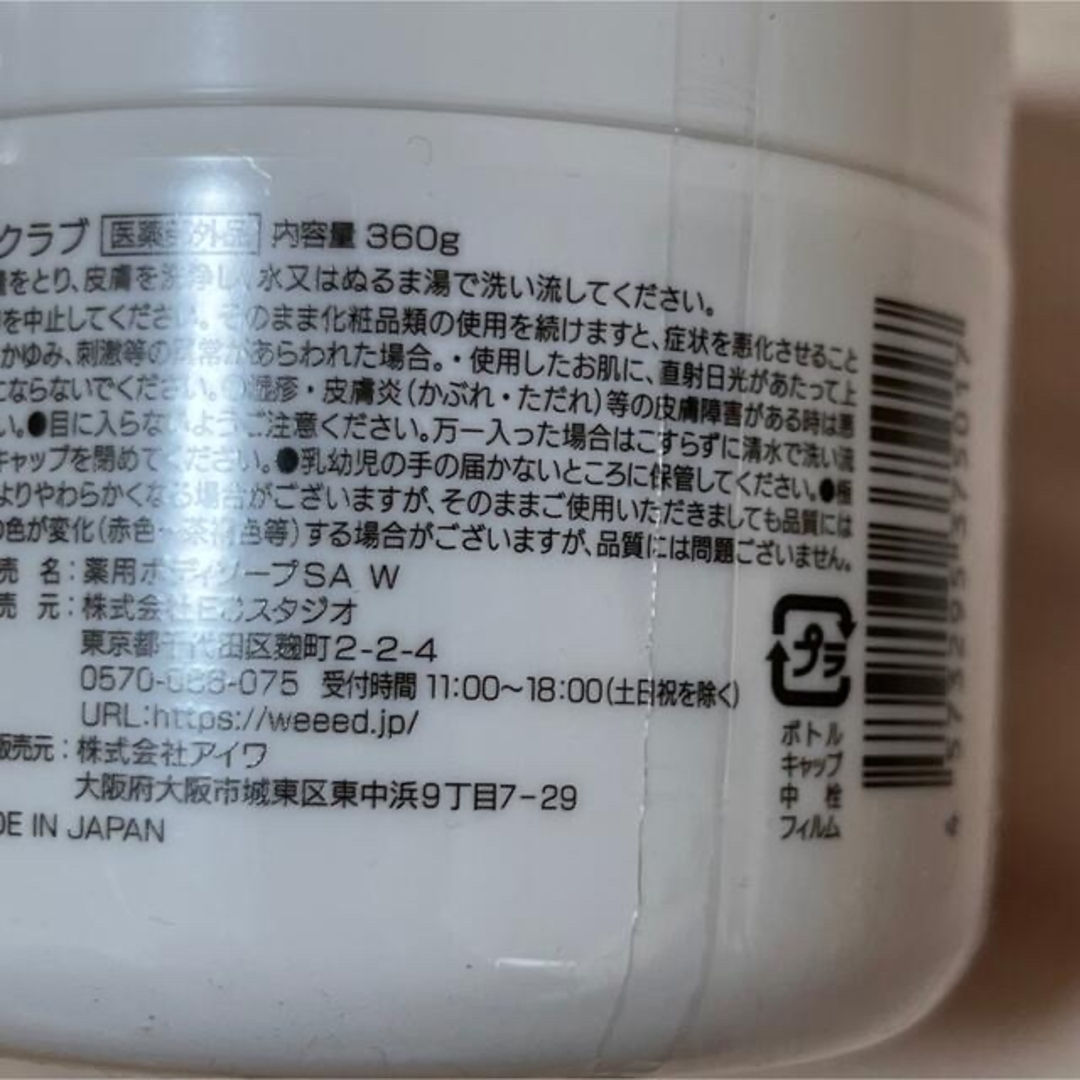 クラブ 医薬部外品 内容量 360g
をとり、皮膚を洗浄し、水又はぬるま湯で洗い流してください。
を中止してください。そのまま化粧品類の使用を続けますと、症状を悪化させること
かゆみ、刺激等の異常があらわれた場合。・使用したお肌に、直射日光があたって上
にならないでください。●湿疹・皮膚炎(かぶれ・ただれ)等の皮膚障害がある時は悪
い。●目に入らないようご注意ください。万一入った場合はこすらずに清水で洗い流
キャップを閉めてください。●乳幼児の手の届かないところに保管してください。●極
よりやわらかくなる場合がございますが、そのままご使用いただきましても品質には
の色が変化(赤色→茶褐色等)する場合がございますが、品質には問題ございません。
売 名:薬用ボディソープSA W
売 元:株式会社ECスタジオ
東京都千代田区麹町2-2-4
0570-666-075 受付時間 11:00〜18:00(土日祝を除く)
URL:https://weeed.jp/
販売元:株式会社アイワ
大阪府大阪市城東区東中浜9丁目7-29
DE IN JAPAN
プラ
ボトル
キャップ
中栓
フィルム